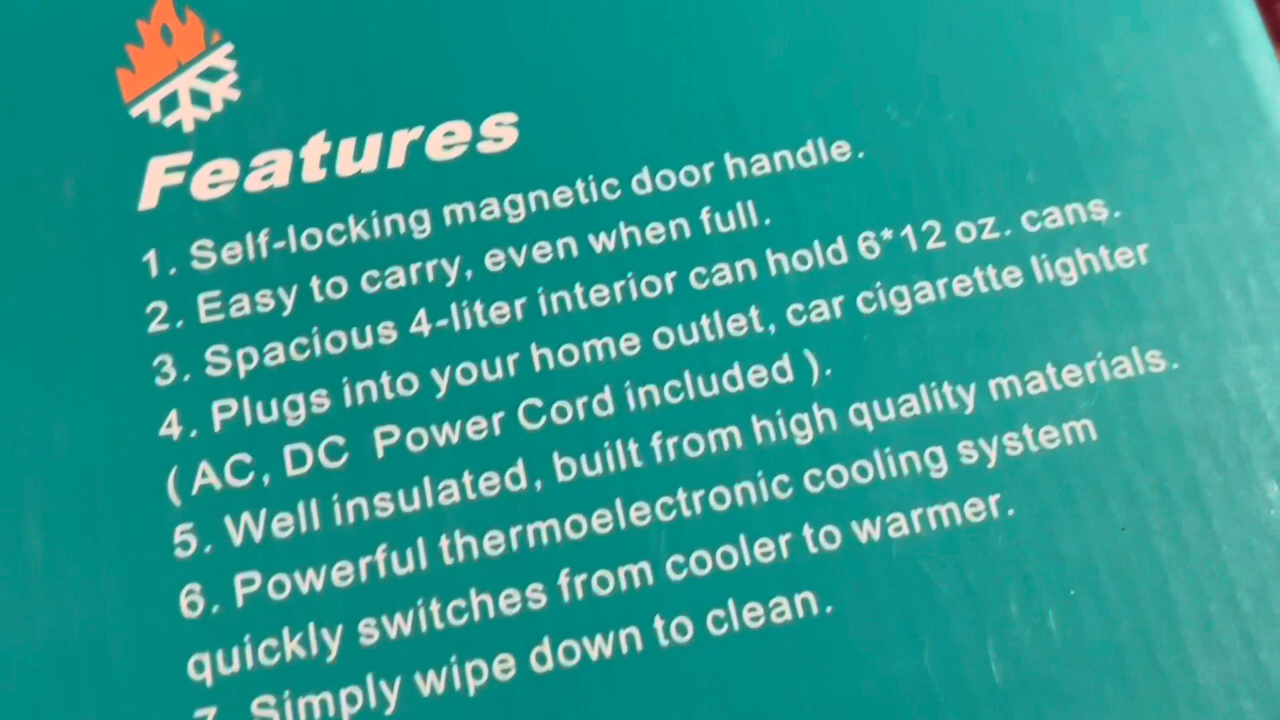 Features
1. Self-locking magnetic door handle.
2. Easy to carry, even when full.
3. Spacious 4-liter interior can hold 6*12 oz. cans.
4. Plugs into your home outlet, car cigarette lighter
( AC, DC Power Cord included ).
5. Well insulated, built from high quality materials.
6. Powerful thermoelectronic cooling system
quickly switches from cooler to warmer.
7. Simply wipe down to clean.